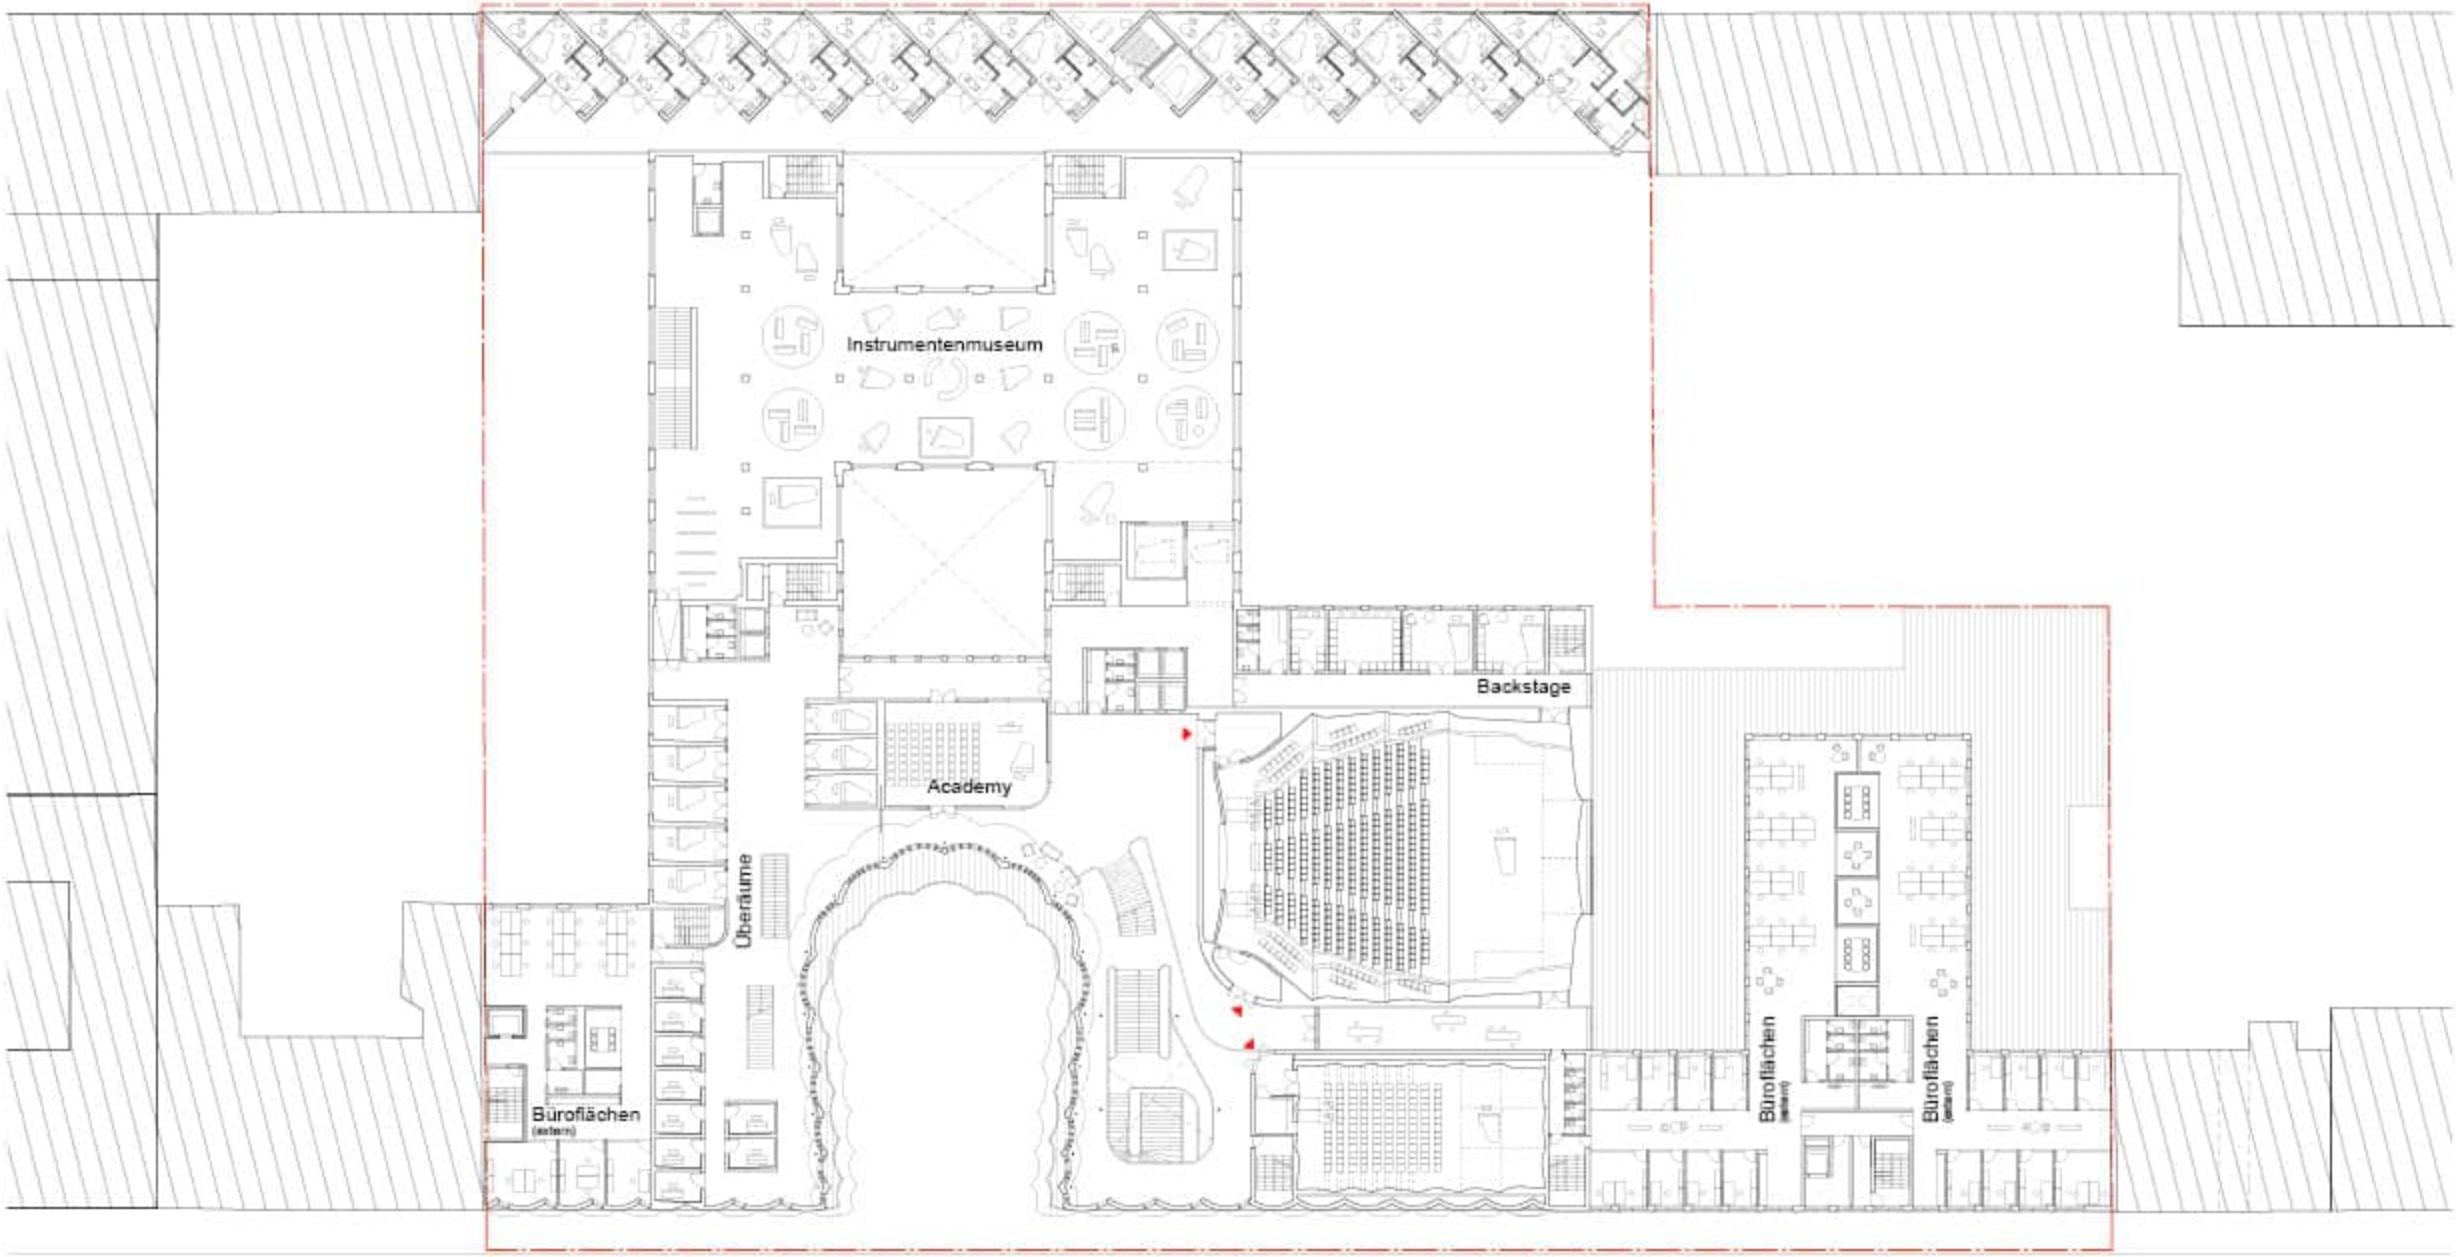 Instrumentenmuseum
Backstage
Academy
Überäume
Büroflächen
(extern)
Büroflächen
(extern)
Büroflächen
(extern)